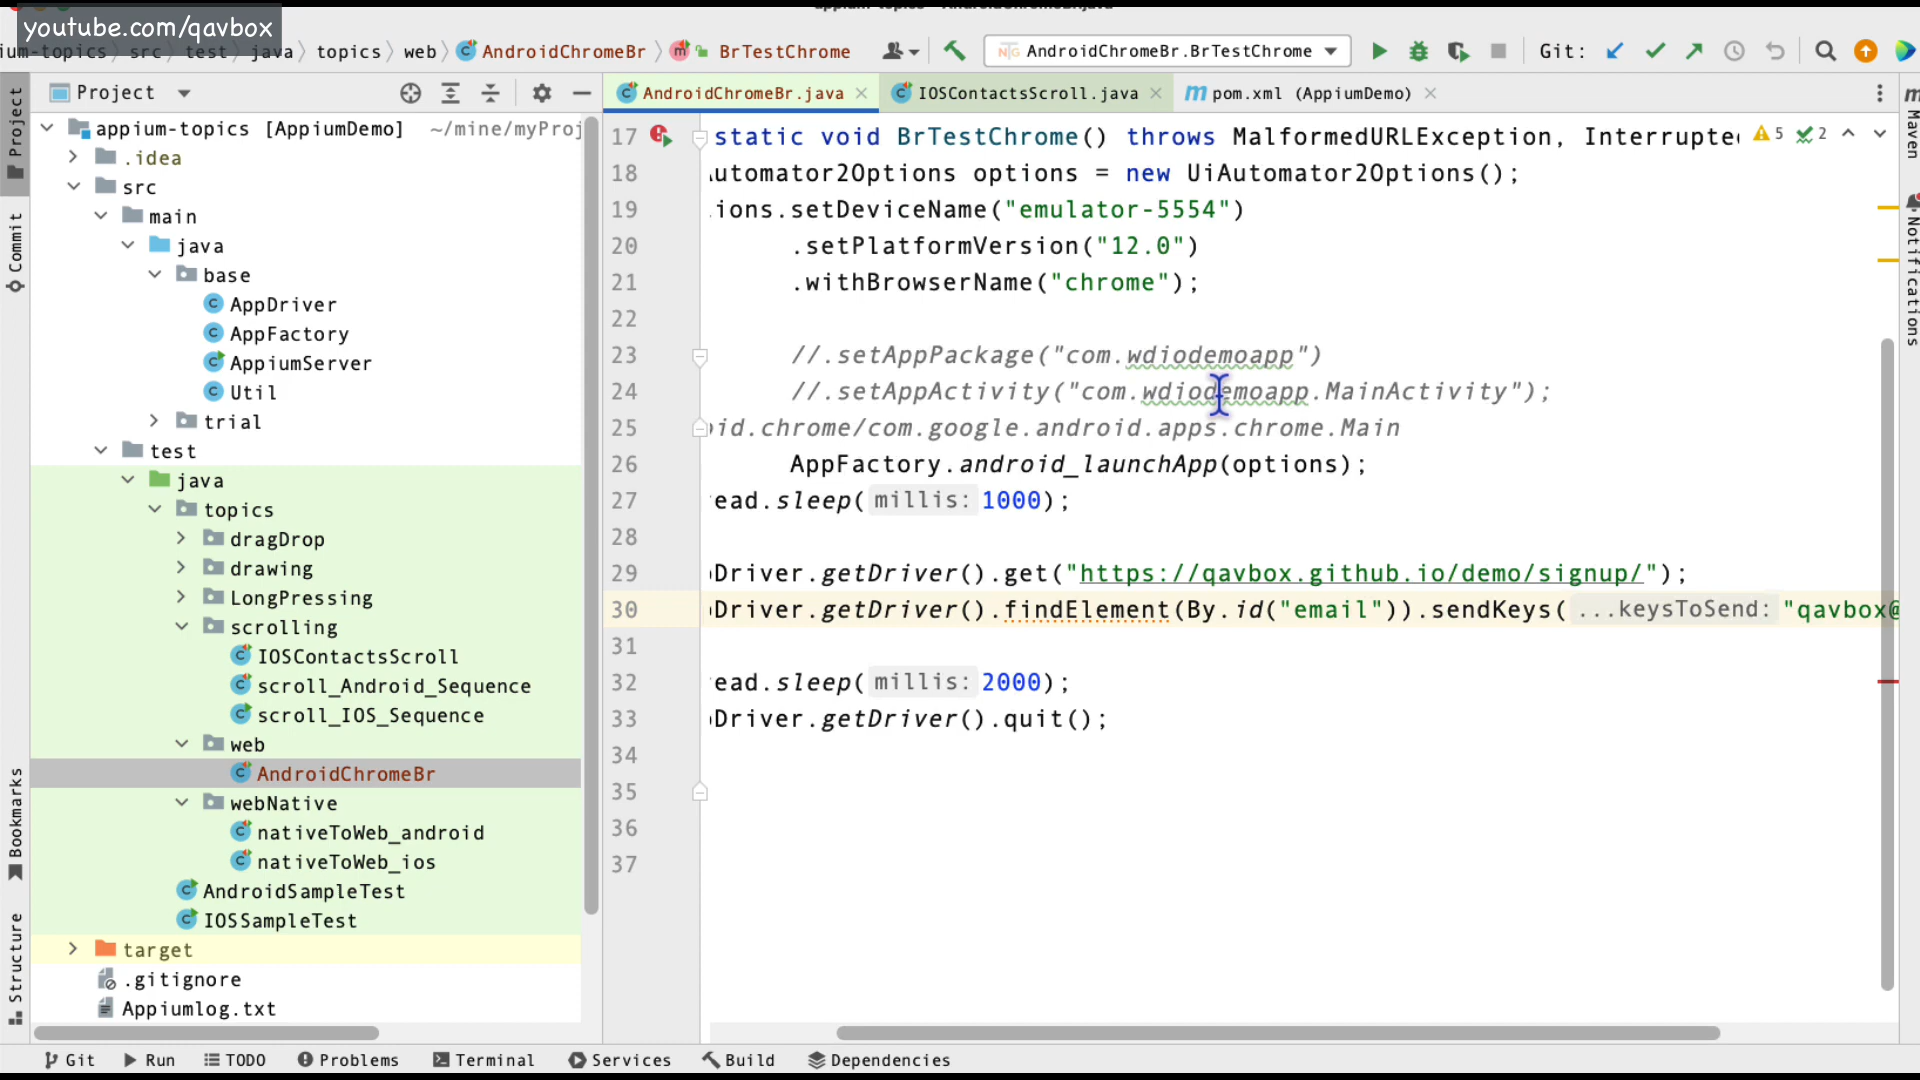 youtube.com/qavbox
ium-topics src test java topics web AndroidChromeBr BrTestChrome AndroidChromeBr.BrTestChrome Git:
Project AndroidChromeBr.java IOSContactsScroll.java pom.xml (AppiumDemo)
appium-topics [AppiumDemo] ~/mine/myProj
.idea
src
main
java
base
AppDriver
AppFactory
AppiumServer
Util
trial
test
java
topics
dragDrop
drawing
LongPressing
scrolling
IOSContactsScroll
scroll_Android_Sequence
scroll_IOS_Sequence
web
AndroidChromeBr
webNative
nativeToWeb_android
nativeToWeb_ios
AndroidSampleTest
IOSSampleTest
target
.gitignore
Appiumlog.txt
17 static void BrTestChrome() throws MalformedURLException, Interrupte 5 2
18 utomator2Options options = new UiAutomator2Options();
19 ions.setDeviceName("emulator-5554")
20 .setPlatformVersion("12.0")
21 .withBrowserName("chrome");
22
23 //.setAppPackage("com.wdiodemoapp")
24 //.setAppActivity("com.wdiodemoapp.MainActivity");
25 oid.chrome/com.google.android.apps.chrome.Main
26 AppFactory.android_launchApp(options);
27 ead.sleep( millis: 1000);
28
29 Driver.getDriver().get("https://qavbox.github.io/demo/signup/");
30 Driver.getDriver().findElement(By.id("email")).sendKeys( ...keysToSend: "qavbox@
31
32 ead.sleep( millis: 2000);
33 Driver.getDriver().quit();
34
35
36
37
Project
Commit
Bookmarks
Structure
Maven
Notifications
Git Run TODO Problems Terminal Services Build Dependencies